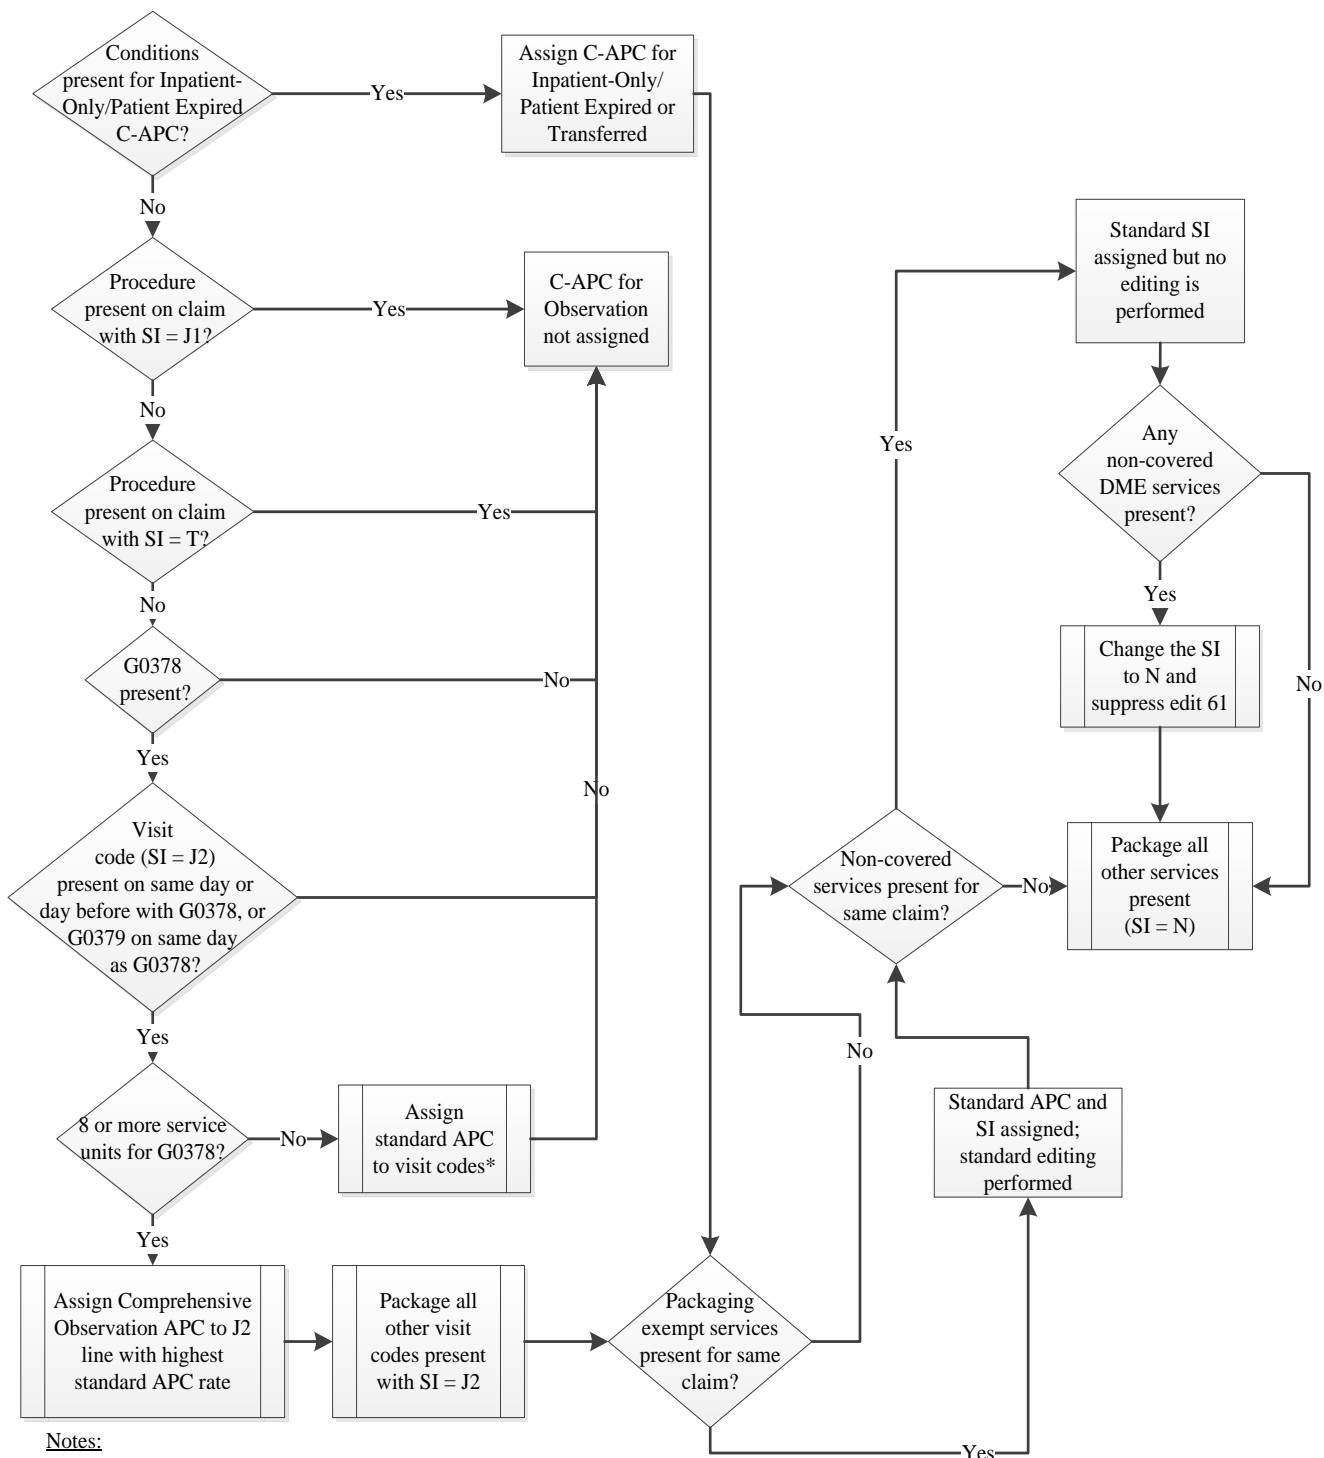 Conditions
present for Inpatient-
Only/Patient Expired
C-APC?
Yes
Assign C-APC for
Inpatient-Only/
Patient Expired or
Transferred
No
Procedure
present on claim
with SI = J1?
Yes
C-APC for
Observation
not assigned
No
Procedure
present on claim
with SI = T?
Yes
No
G0378
present?
No
Yes
Visit
code (SI = J2)
present on same day or
day before with G0378, or
G0379 on same day
as G0378?
No
Yes
8 or more service
units for G0378?
No
Assign
standard APC
to visit codes*
Yes
Assign Comprehensive
Observation APC to J2
line with highest
standard APC rate
Package all
other visit
codes present
with SI = J2
Packaging
exempt services
present for same
claim?
No
Yes
Standard APC and
SI assigned;
standard editing
performed
Non-covered
services present for
same claim?
No
Yes
Standard SI
assigned but no
editing is
performed
Any
non-covered
DME services
present?
No
Yes
Change the SI
to N and
suppress edit 61
Package all
other services
present
(SI = N)
Notes: